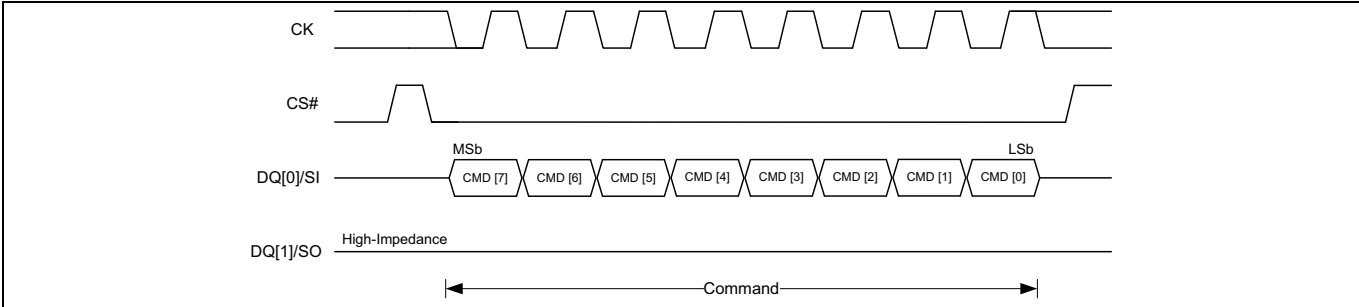 CK
CS#
MSb LSb
DQ[0]/SI CMD [7] CMD [6] CMD [5] CMD [4] CMD [3] CMD [2] CMD [1] CMD [0]
High-Impedance
DQ[1]/SO
Command